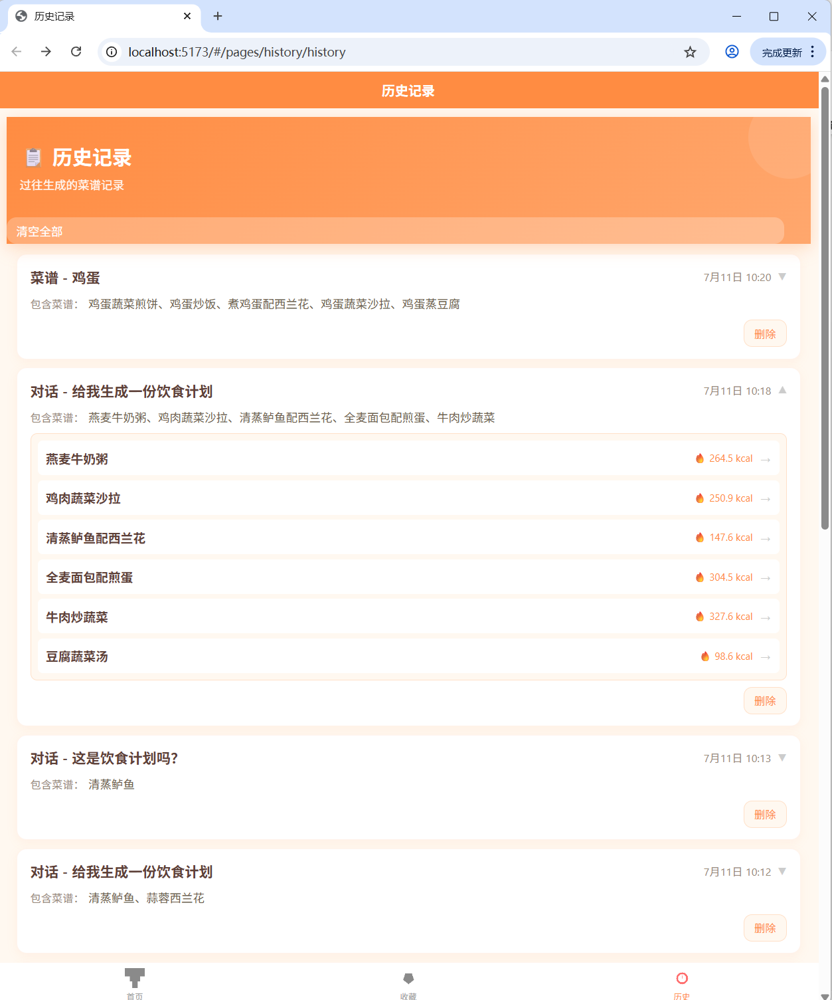 历史记录
localhost:5173/#/pages/history/history
完成更新
历史记录
历史记录
过往生成的菜谱记录
清空全部
菜谱 - 鸡蛋
7月11日 10:20
包含菜谱： 鸡蛋蔬菜煎饼、鸡蛋炒饭、煮鸡蛋配西兰花、鸡蛋蔬菜沙拉、鸡蛋蒸豆腐
删除
对话 - 给我生成一份饮食计划
7月11日 10:18
包含菜谱： 燕麦牛奶粥、鸡肉蔬菜沙拉、清蒸鲈鱼配西兰花、全麦面包配煎蛋、牛肉炒蔬菜
燕麦牛奶粥
264.5 kcal →
鸡肉蔬菜沙拉
250.9 kcal →
清蒸鲈鱼配西兰花
147.6 kcal →
全麦面包配煎蛋
304.5 kcal →
牛肉炒蔬菜
327.6 kcal →
豆腐蔬菜汤
98.6 kcal →
删除
对话 - 这是饮食计划吗？
7月11日 10:13
包含菜谱： 清蒸鲈鱼
删除
对话 - 给我生成一份饮食计划
7月11日 10:12
包含菜谱： 清蒸鲈鱼、蒜蓉西兰花
删除
首页
收藏
历史